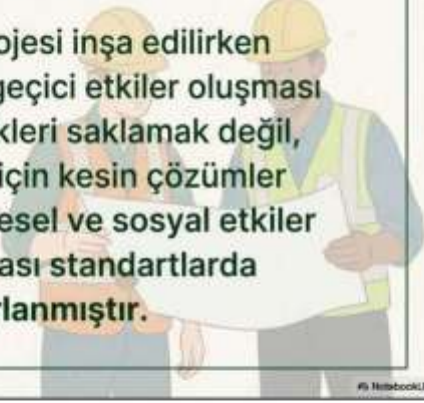 ojesi inşa edilirken
geçici etkiler oluşması
kleri saklamak değil,
için kesin çözümler
esel ve sosyal etkiler
ası standartlarda
rlanmıştır.
NotebookL